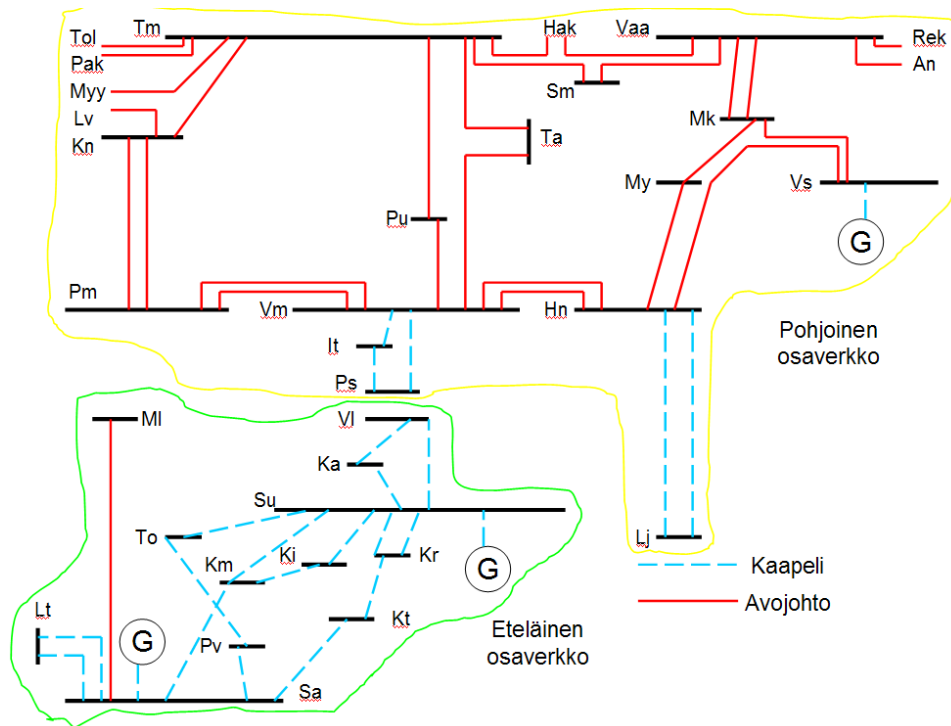 Tol
Tm
Hak
Vaa
Rek
Pak
An
Myy
Sm
Lv
Mk
Kn
Ta
My
Vs
Pu
G
Pm
Vm
Hn
It
Pohjoinen
osaverkko
Ps
Ml
Vl
Ka
Su
To
Lj
Km
Ki
Kr
G
Kaapeli
Avojohto
Lt
G
Pv
Kt
Eteläinen
osaverkko
Sa